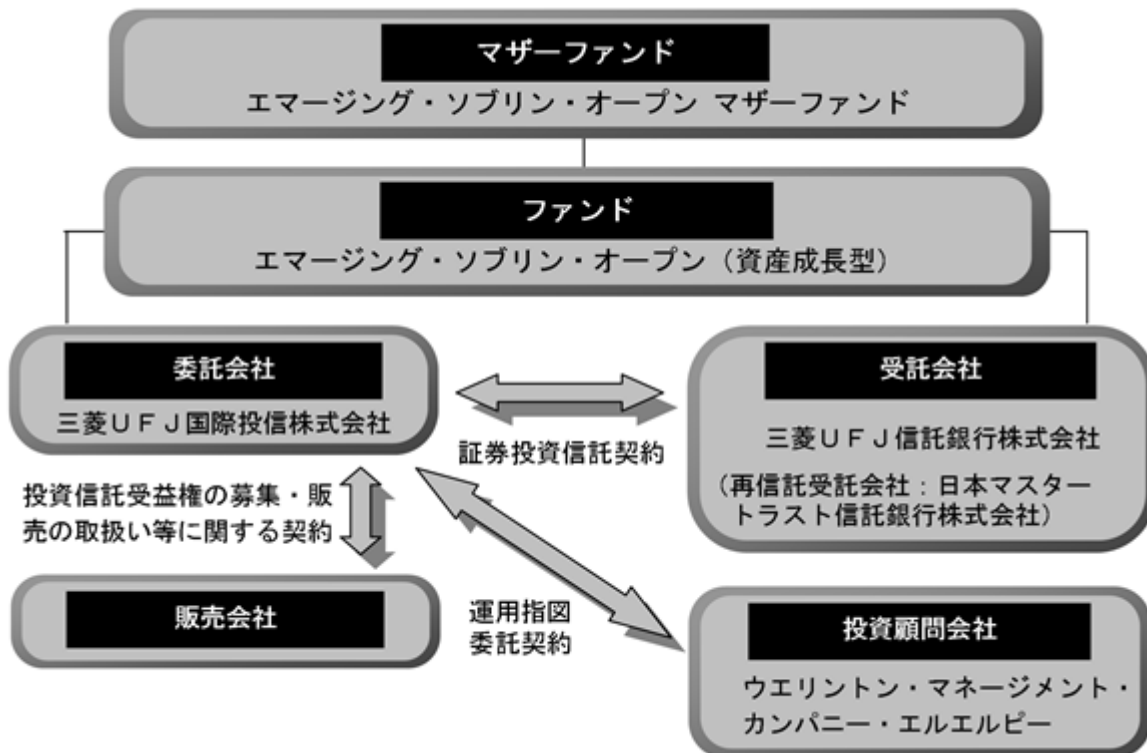 マザーファンド
エマージング・ソブリン・オープン マザーファンド
ファンド
エマージング・ソブリン・オープン（資産成長型）
委託会社
三菱ＵＦＪ国際投信株式会社
証券投資信託契約
受託会社
三菱ＵＦＪ信託銀行株式会社
（再信託受託会社：日本マスター
トラスト信託銀行株式会社）
投資信託受益権の募集・販
売の取扱い等に関する契約
販売会社
運用指図
委託契約
投資顧問会社
ウエリントン・マネージメント・
カンパニー・エルエルピー